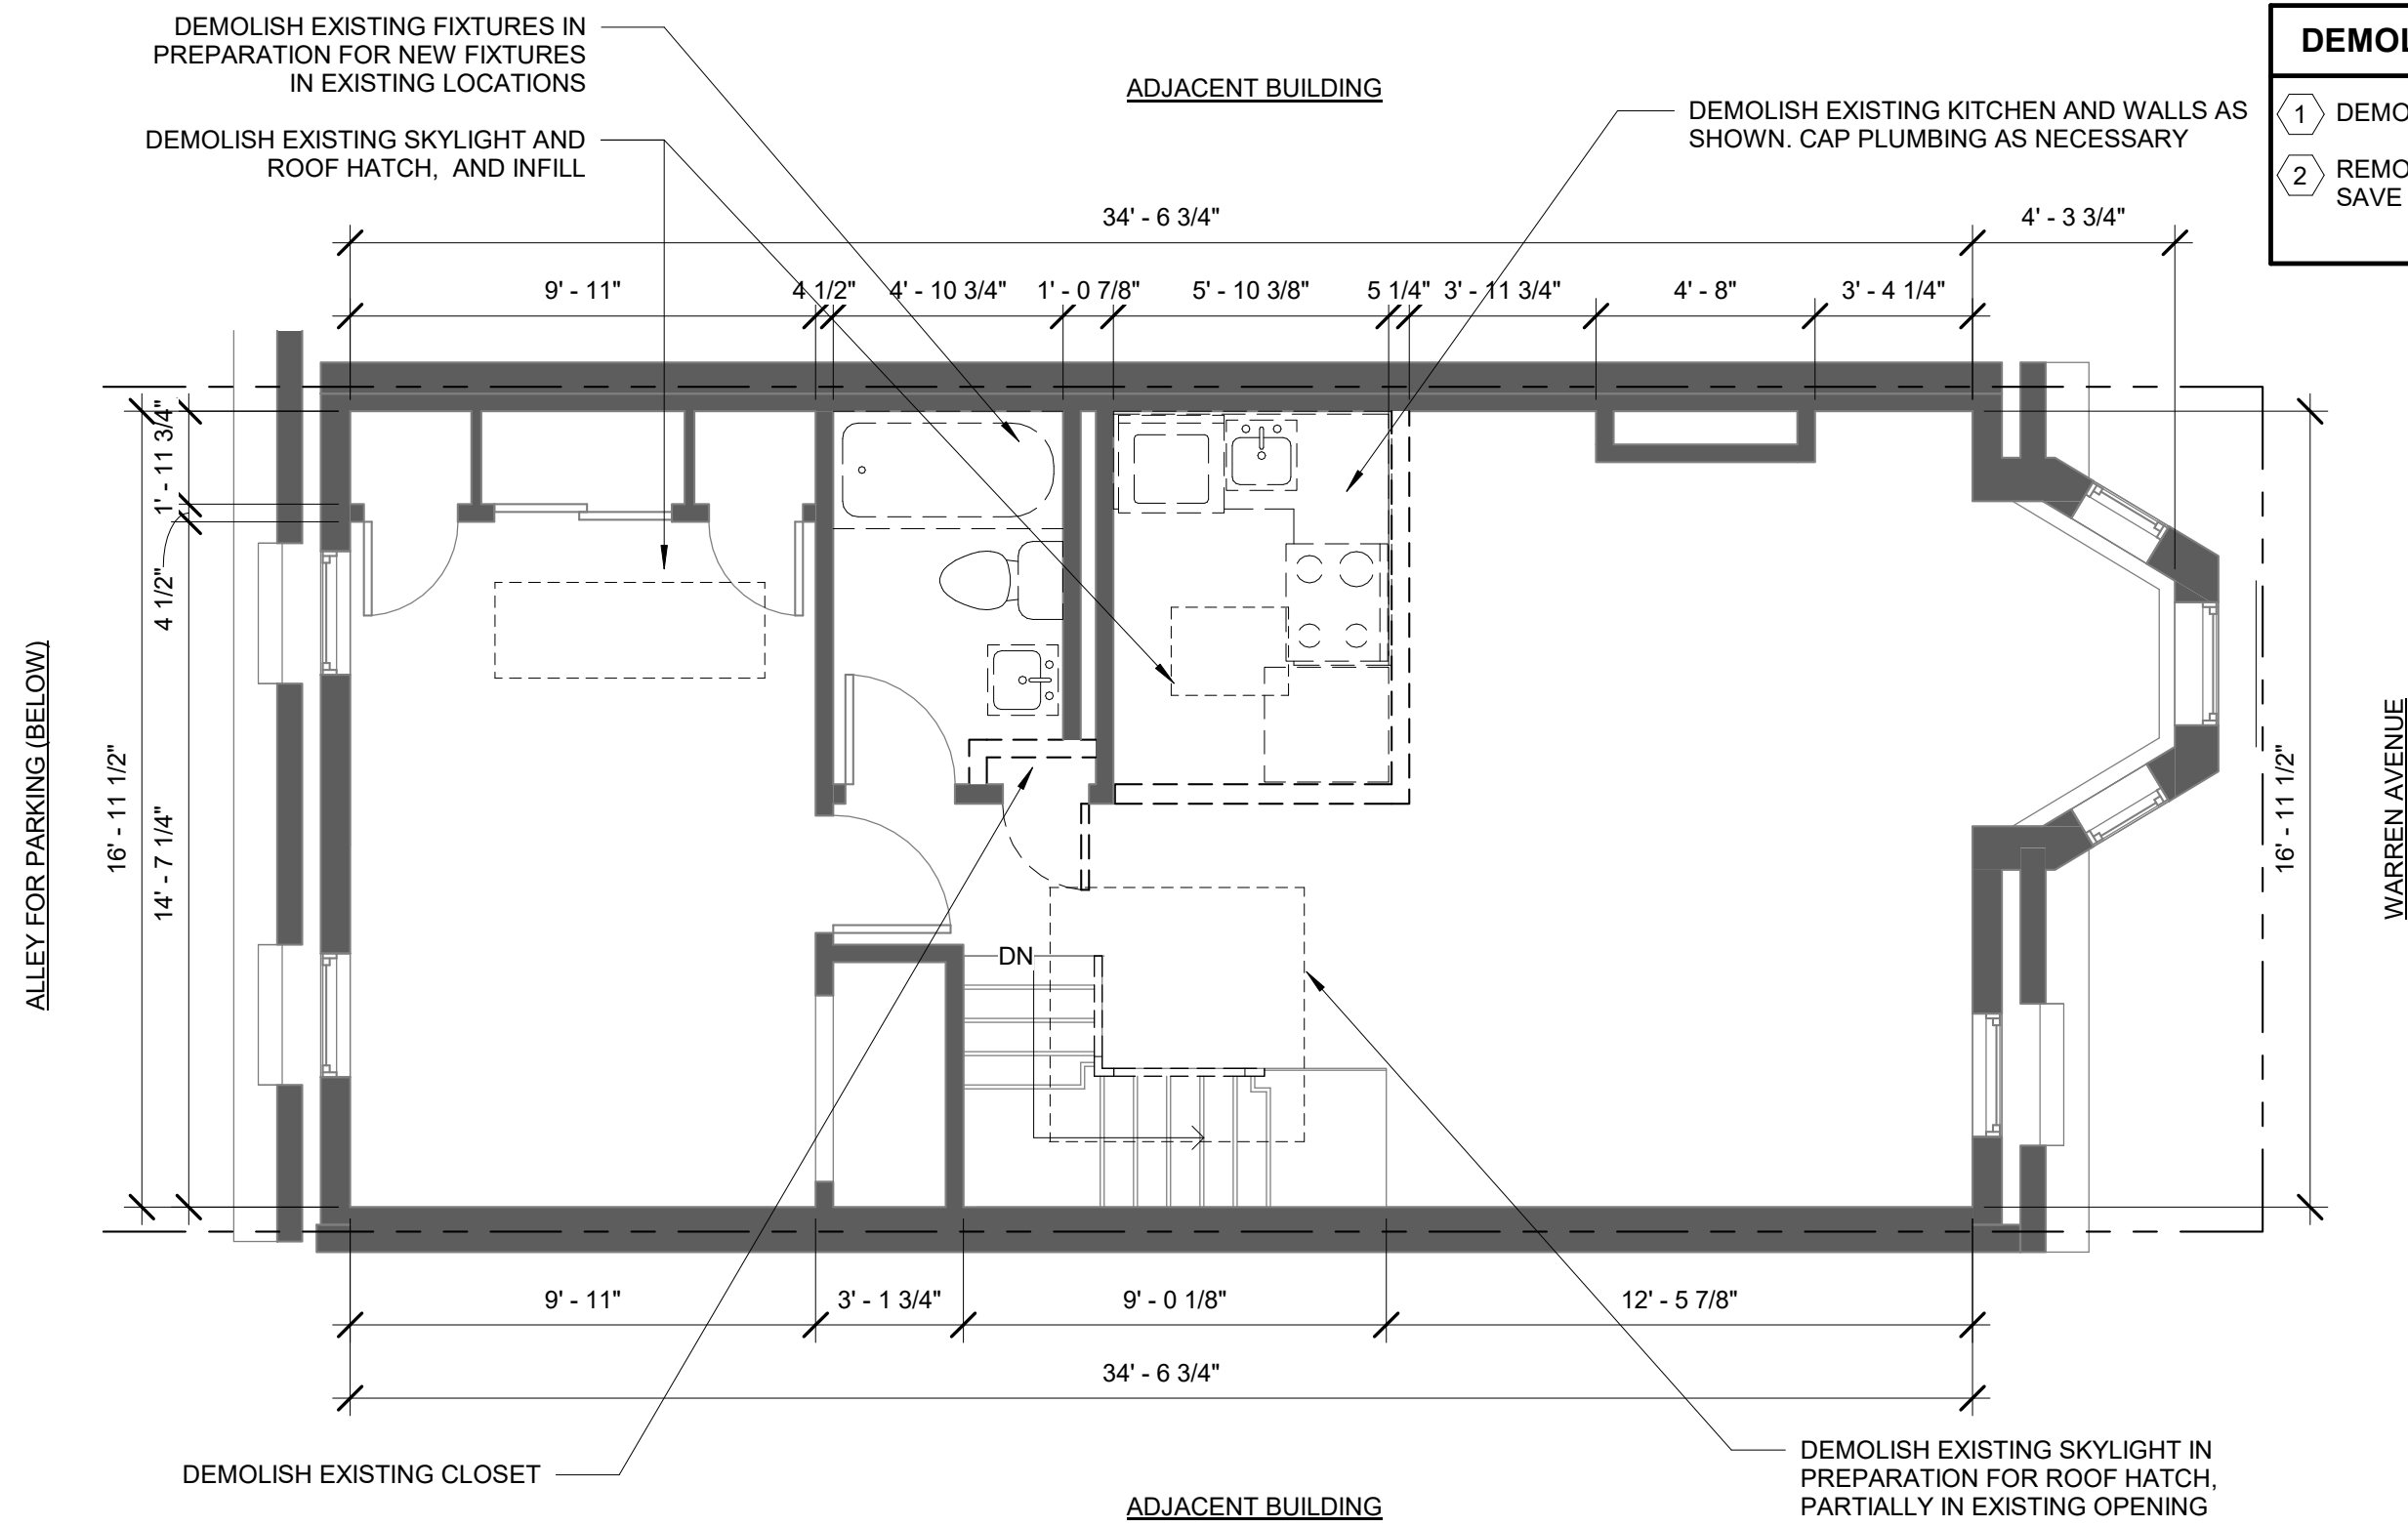 DEMOLISH EXISTING FIXTURES IN
PREPARATION FOR NEW FIXTURES
IN EXISTING LOCATIONS
DEMOLISH EXISTING SKYLIGHT AND
ROOF HATCH, AND INFILL
ADJACENT BUILDING
DEMOLISH EXISTING KITCHEN AND WALLS AS
SHOWN. CAP PLUMBING AS NECESSARY
DEMOL
1 DEMO
2 REMO
SAVE
34' - 6 3/4"
4' - 3 3/4"
9' - 11"
4 1/2"
4' - 10 3/4"
1' - 0 7/8"
5' - 10 3/8"
5 1/4"
3' - 11 3/4"
4' - 8"
3' - 4 1/4"
1' - 11 3/4"
4 1/2"
14' - 7 1/4"
16' - 11 1/2"
ALLEY FOR PARKING (BELOW)
DN
16' - 11 1/2"
WARREN AVENUE
9' - 11"
3' - 1 3/4"
9' - 0 1/8"
12' - 5 7/8"
34' - 6 3/4"
DEMOLISH EXISTING CLOSET
ADJACENT BUILDING
DEMOLISH EXISTING SKYLIGHT IN
PREPARATION FOR ROOF HATCH,
PARTIALLY IN EXISTING OPENING